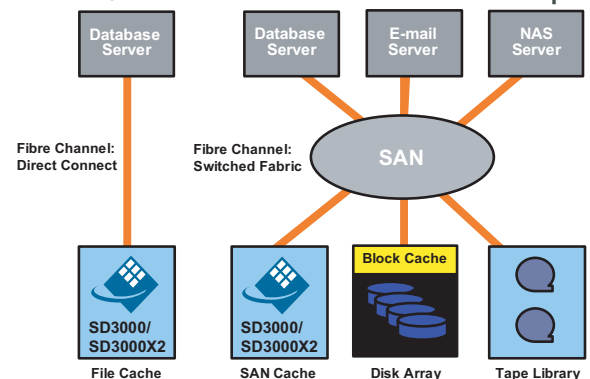 Database
Server
Database
Server
E-mail
Server
NAS
Server
Fibre Channel:
Direct Connect
Fibre Channel:
Switched Fabric
SAN
SD3000/
SD3000X2
File Cache
SD3000/
SD3000X2
SAN Cache
Block Cache
Disk Array
Tape Library